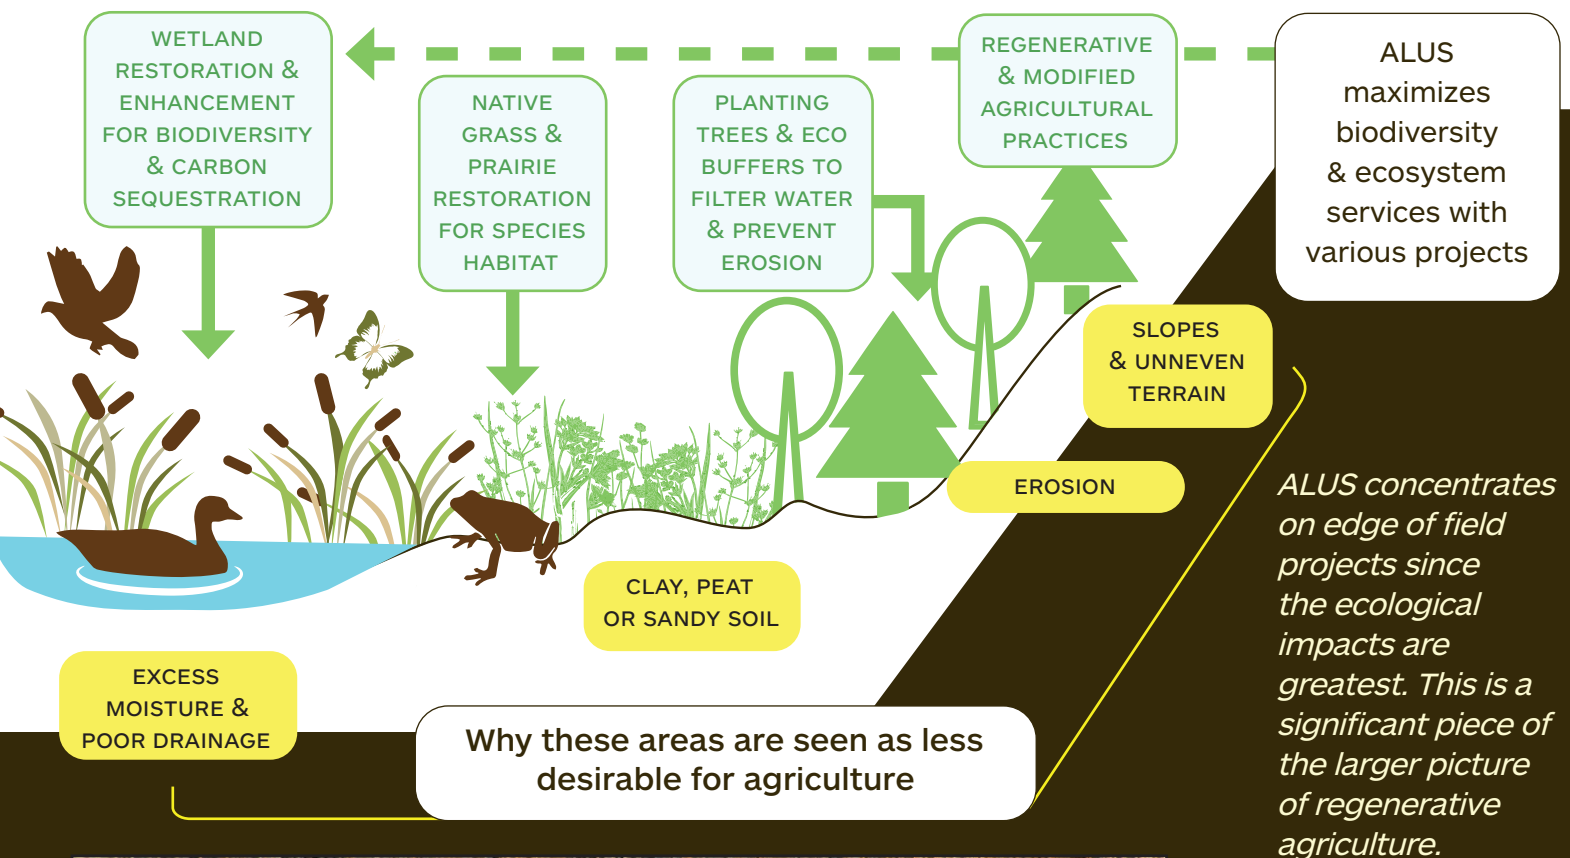 WETLAND
RESTORATION &
ENHANCEMENT
FOR BIODIVERSITY
& CARBON
SEQUESTRATION
NATIVE
GRASS &
PRAIRIE
RESTORATION
FOR SPECIES
HABITAT
PLANTING
TREES & ECO
BUFFERS TO
FILTER WATER
& PREVENT
EROSION
REGENERATIVE
& MODIFIED
AGRICULTURAL
PRACTICES
ALUS
maximizes
biodiversity
& ecosystem
services with
various projects
SLOPES
& UNNEVEN
TERRAIN
EROSION
CLAY, PEAT
OR SANDY SOIL
EXCESS
MOISTURE &
POOR DRAINAGE
Why these areas are seen as less
desirable for agriculture
ALUS concentrates
on edge of field
projects since
the ecological
impacts are
greatest. This is a
significant piece of
the larger picture
of regenerative
agriculture.